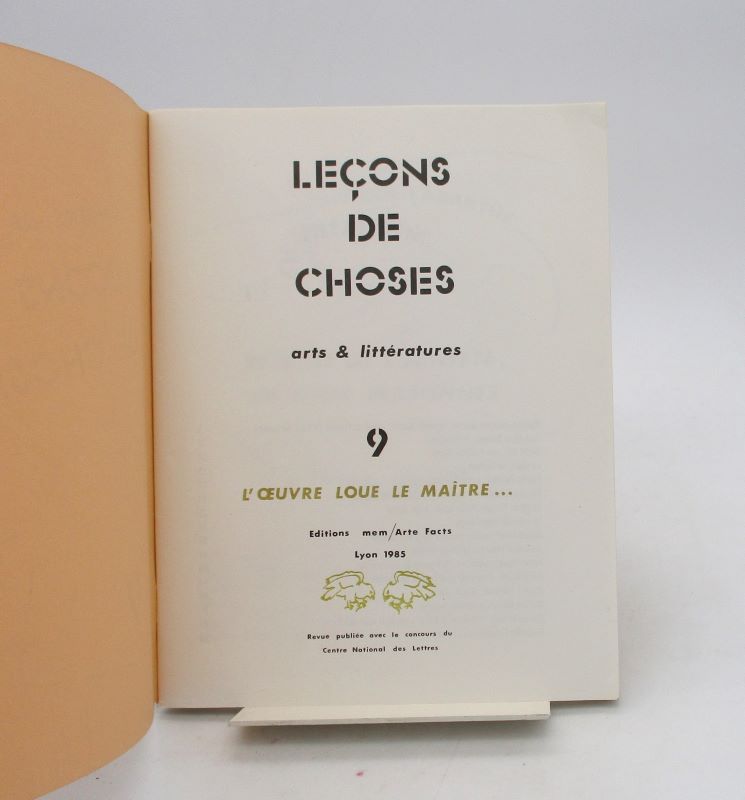 LEÇONS
DE
CHOSES
arts & littératures
9
L'ŒUVRE LOUE LE MAÎTRE...
Editions mem/Arte Facts
Lyon 1985
Revue publiée avec le concours du
Centre National des Lettres